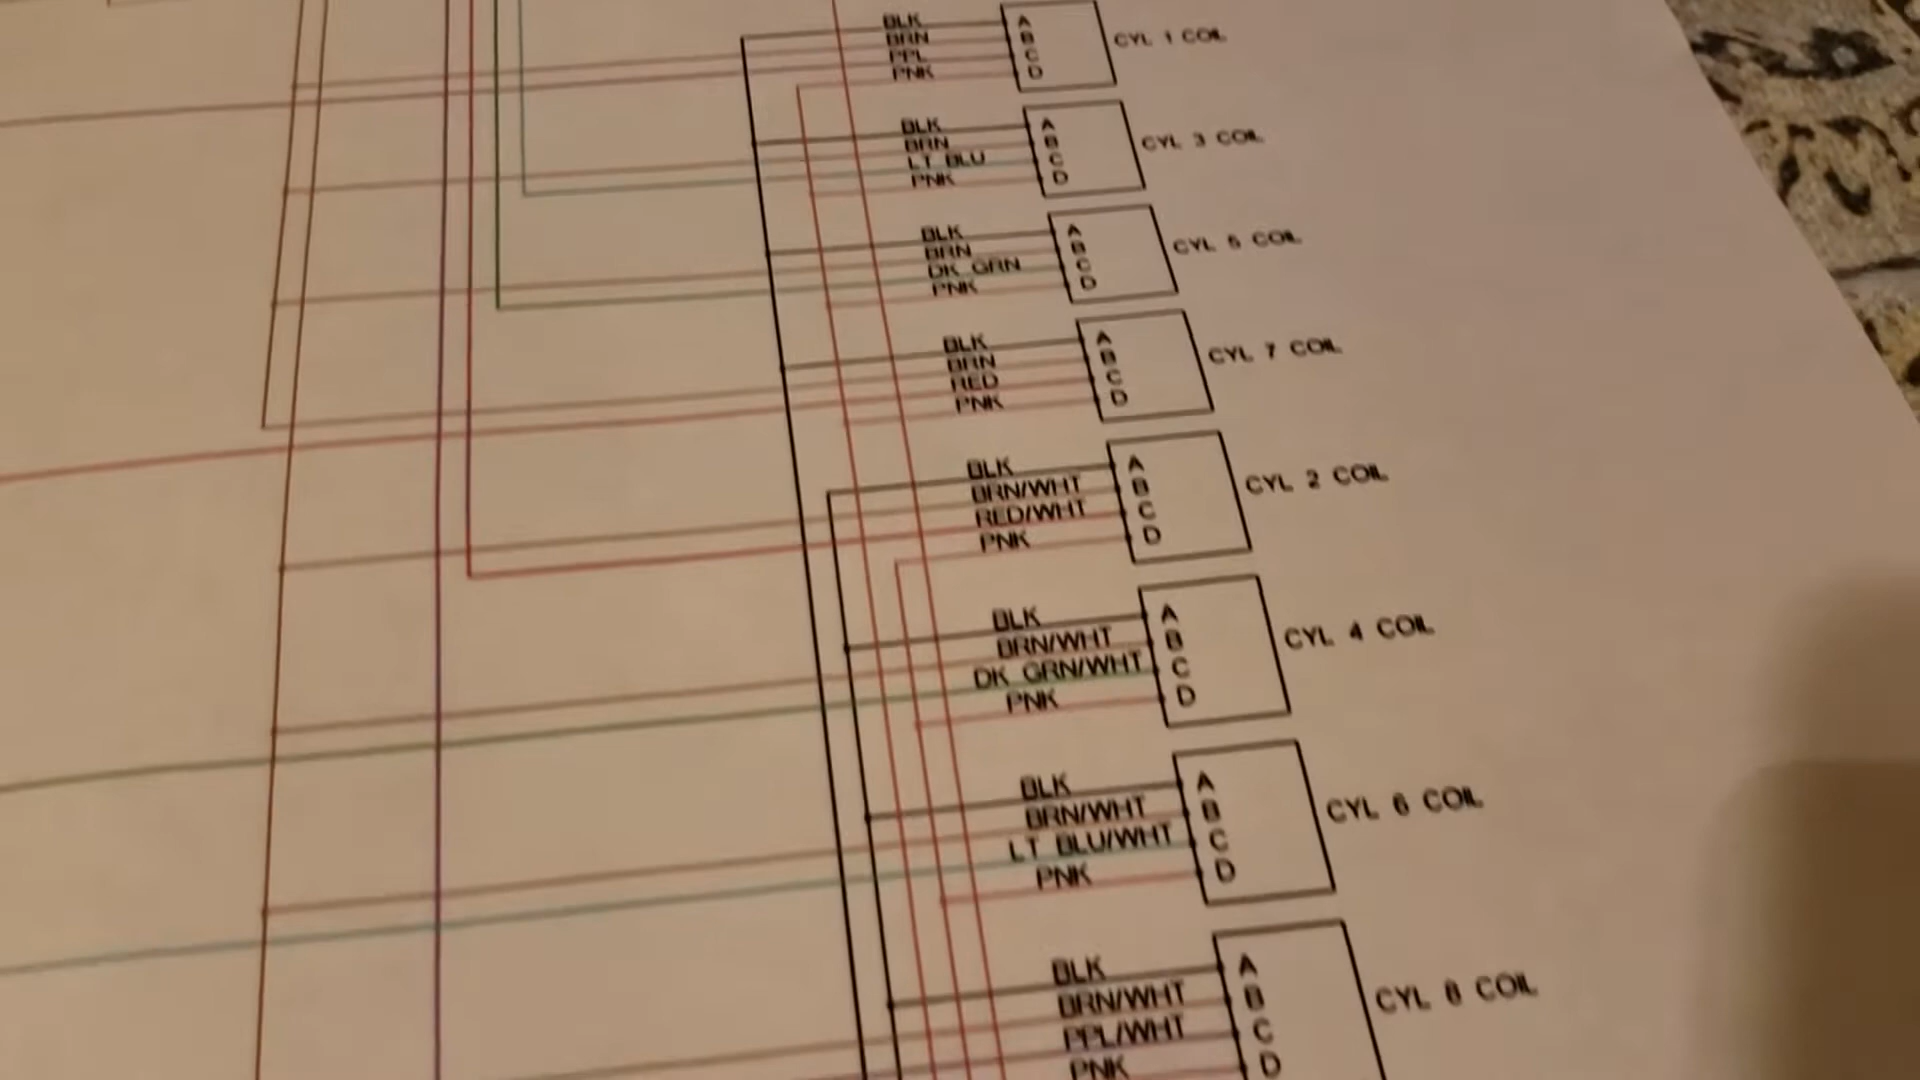 BLK
BRN
PPL
PNK
A
B
C
D
CYL 1 COIL
BLK
BRN
LT BLU
PNK
A
B
C
D
CYL 3 COIL
BLK
BRN
DK GRN
PNK
A
B
C
D
CYL 5 COIL
BLK
BRN
RED
PNK
A
B
C
D
CYL 7 COIL
BLK
BRN/WHT
RED/WHT
PNK
A
B
C
D
CYL 2 COIL
BLK
BRN/WHT
DK GRN/WHT
PNK
A
B
C
D
CYL 4 COIL
BLK
BRN/WHT
LT BLU/WHT
PNK
A
B
C
D
CYL 6 COIL
BLK
BRN/WHT
PPL/WHT
PNK
A
B
C
D
CYL 8 COIL